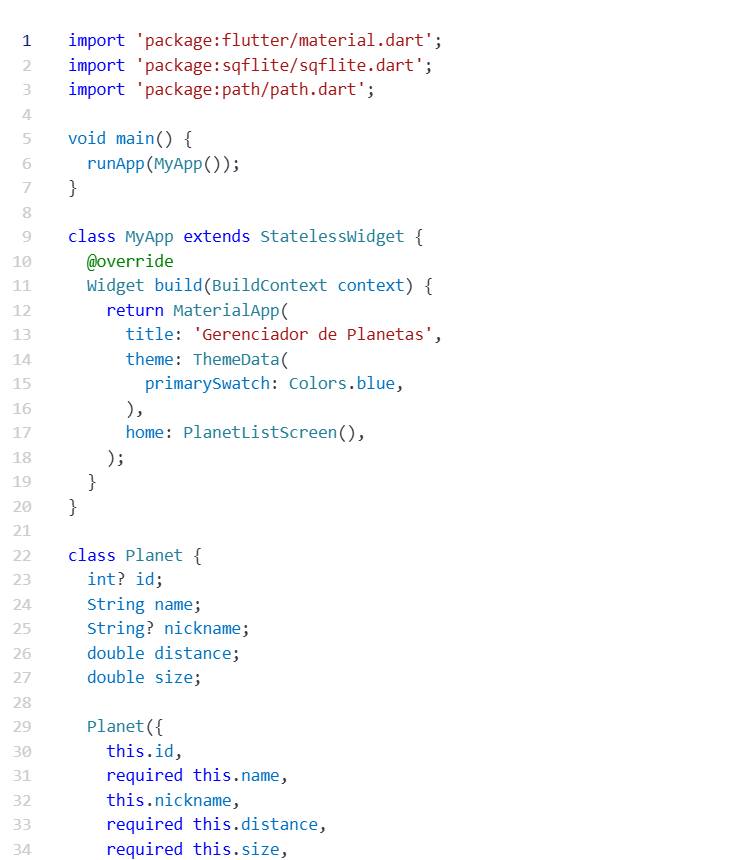 1 import 'package:flutter/material.dart';
2 import 'package:sqflite/sqflite.dart';
3 import 'package:path/path.dart';
4
5 void main() {
6   runApp(MyApp());
7 }
8
9 class MyApp extends StatelessWidget {
10   @override
11   Widget build(BuildContext context) {
12     return MaterialApp(
13       title: 'Gerenciador de Planetas',
14       theme: ThemeData(
15         primarySwatch: Colors.blue,
16       ),
17       home: PlanetListScreen(),
18     );
19   }
20 }
21
22 class Planet {
23   int? id;
24   String name;
25   String? nickname;
26   double distance;
27   double size;
28
29   Planet({
30     this.id,
31     required this.name,
32     this.nickname,
33     required this.distance,
34     required this.size,